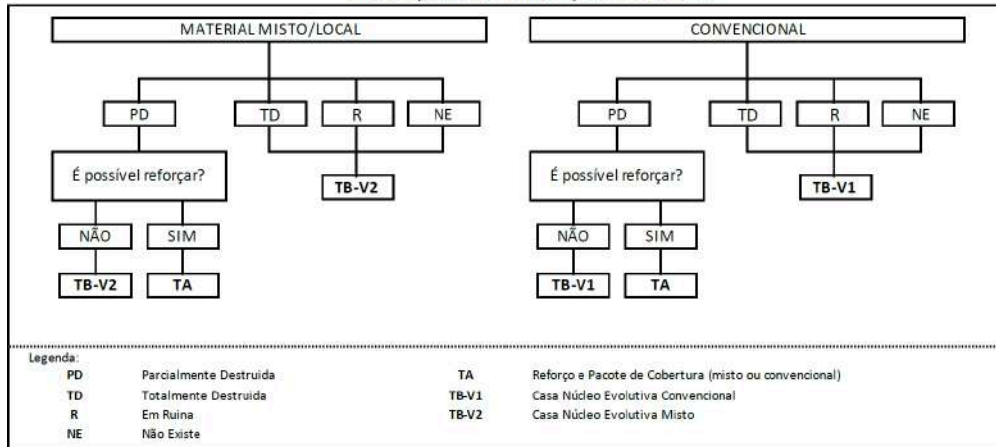 MATERIAL MISTO/LOCAL
CONVENCIONAL
PD
TD
R
NE
PD
TD
R
NE
É possível reforçar?
TB-V2
É possível reforçar?
TB-V1
NÃO
SIM
NÃO
SIM
TB-V2
TA
TB-V1
TA
Legenda:
PD Parcialmente Destruida TA Reforço e Pacote de Cobertura (misto ou convencional)
TD Totalmente Destruida TB-V1 Casa Núcleo Evolutiva Convencional
R Em Ruina TB-V2 Casa Núcleo Evolutiva Misto
NE Não Existe